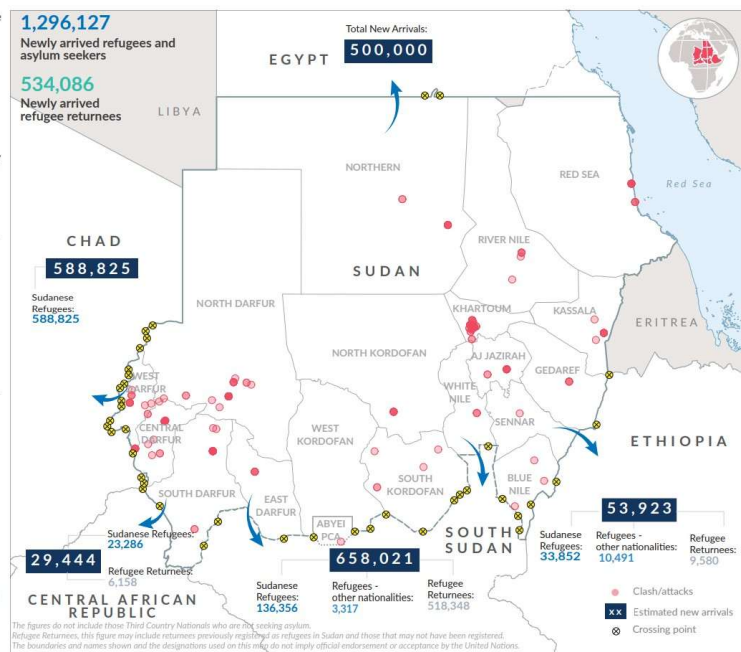 1,296,127
Newly arrived refugees and
asylum seekers
534,086
Newly arrived
refugee returnees
Total New Arrivals:
500,000
EGYPT
LIBYA
NORTHERN
RED SEA
Red Sea
RIVER NILE
CHAD
588,825
Sudanese
Refugees:
588,825
SUDAN
NORTH DARFUR
KHARTOUM
KASSALA
ERITREA
NORTH KORDOFAN
AJ JAZIRAH
GEDAREF
WEST
DARFUR
WHITE
NILE
SENNAR
CENTRAL
DARFUR
WEST
KORDOFAN
ETHIOPIA
SOUTH
KORDOFAN
BLUE
NILE
SOUTH DARFUR
EAST
DARFUR
ABYEI
PCA
SOUTH
SUDAN
53,923
Sudanese
Refugees:
33,852
Refugees -
other nationalities:
10,491
Refugee
Returnees:
9,580
Sudanese Refugees:
23,286
29,444
Refugee Returnees:
6,158
CENTRAL AFRICAN
REPUBLIC
658,021
Sudanese
Refugees:
136,356
Refugees -
other nationalities:
3,317
Refugee
Returnees:
518,348
Clash/attacks
x x Estimated new arrivals
Crossing point
The figures do not include those Third Country Nationals who are not seeking asylum.
Refugee Returnees, this figure may include returnees previously registered as refugees in Sudan and those that may not have been registered.
The boundaries and names shown and the designations used on this map do not imply official endorsement or acceptance by the United Nations.